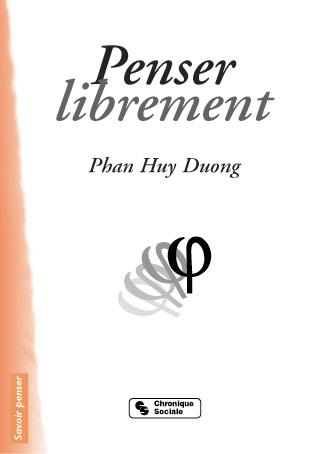 Penser
librement
Phan Huy Duong
φ
Chronique
Sociale
Savoir penser